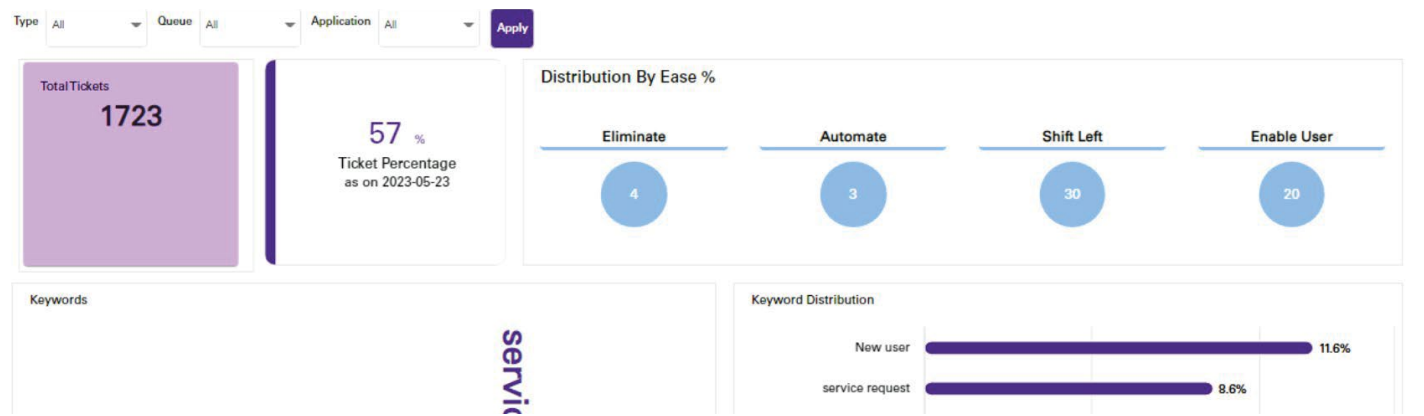 Type All Queue All Application All Apply
Total Tickets
1723
57 %
Ticket Percentage
as on 2023-05-23
Distribution By Ease %
Eliminate Automate Shift Left Enable User
4 3 30 20
Keywords
Keyword Distribution
New user 11.6%
service request 8.6%